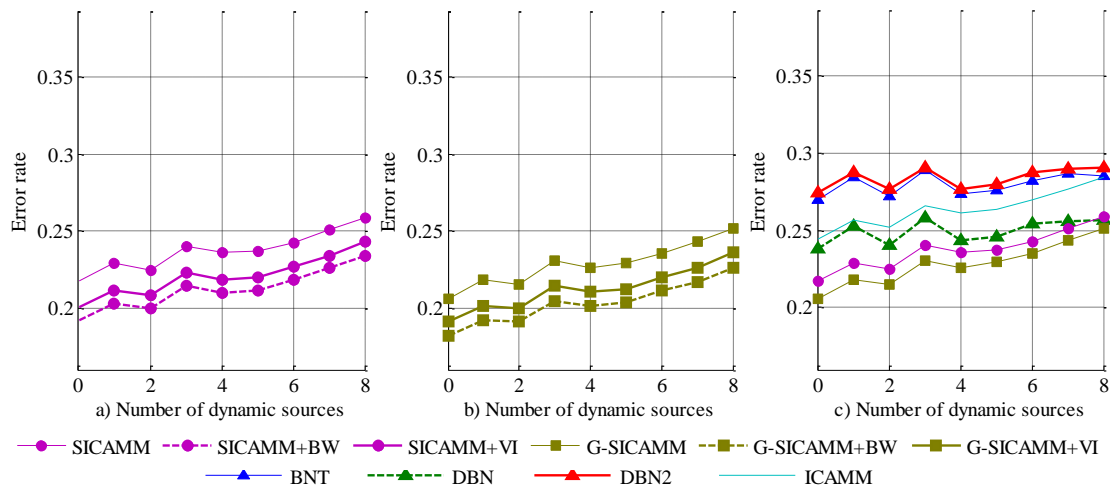 0.35
0.3
0.25
0.2
Error rate
0 2 4 6 8
a) Number of dynamic sources
0.35
0.3
0.25
0.2
Error rate
0 2 4 6 8
b) Number of dynamic sources
0.35
0.3
0.25
0.2
Error rate
0 2 4 6 8
c) Number of dynamic sources
SICAMM SICAMM+BW SICAMM+VI G-SICAMM G-SICAMM+BW G-SICAMM+VI
BNT DBN DBN2 ICAMM